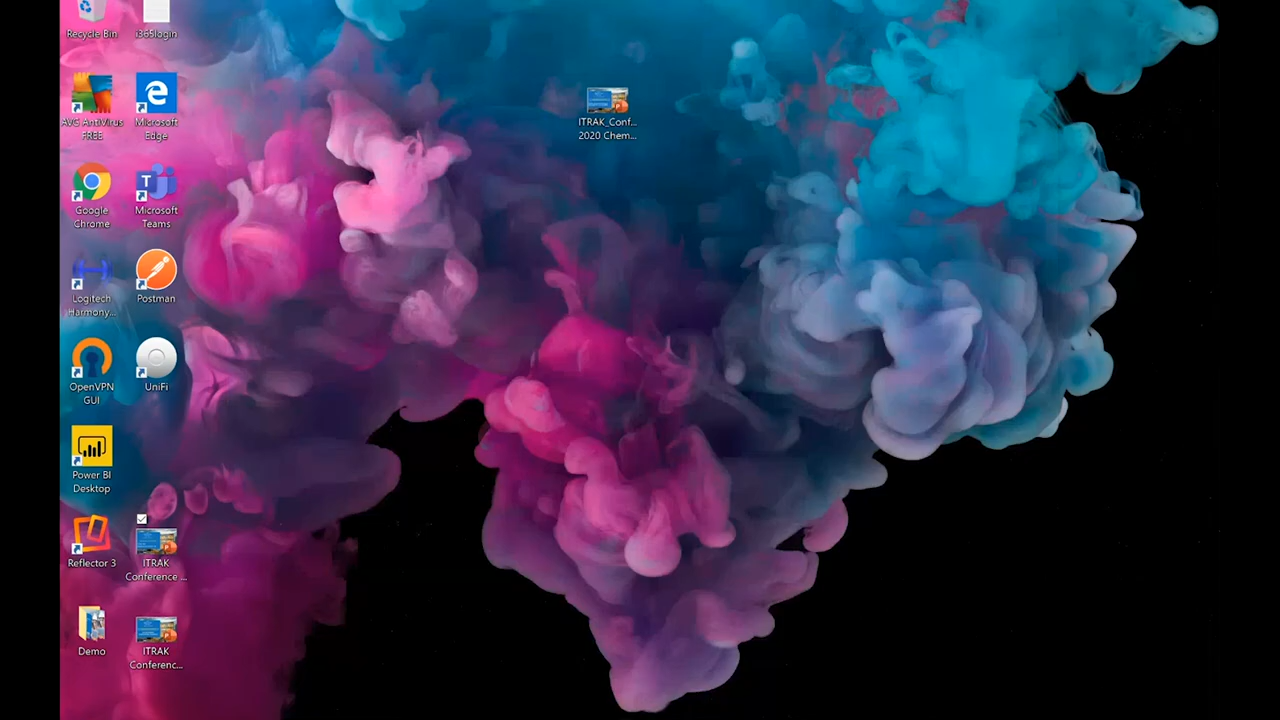 Recycle Bin
i365login
AVG AntiVirus
FREE
Microsoft
Edge
Google
Chrome
Microsoft
Teams
Logitech
Harmony...
Postman
OpenVPN
GUI
UniFi
Power BI
Desktop
Reflector 3
ITRAK
Conference ...
Demo
ITRAK
Conferenc...
ITRAK_Conf...
2020 Chem...